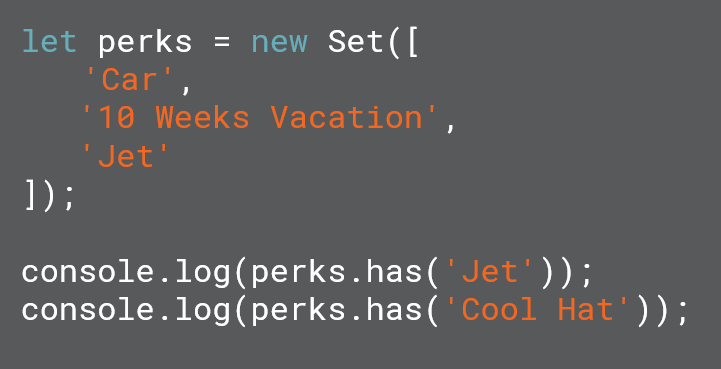 let perks = new Set([
    'Car',
    '10 Weeks Vacation',
    'Jet'
]);

console.log(perks.has('Jet'));
console.log(perks.has('Cool Hat'));